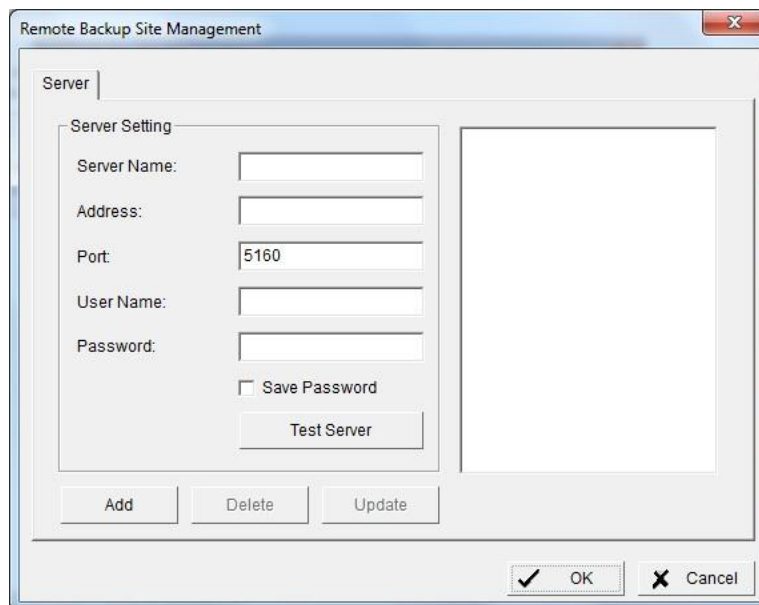 Remote Backup Site Management
Server
Server Setting
Server Name:
Address:
Port: 5160
User Name:
Password:
Save Password
Test Server
Add Delete Update
OK Cancel